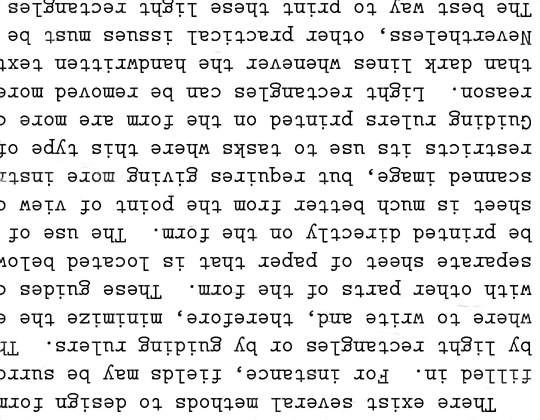 There exist several methods to design form
filled in. For instance, fields may be surrou
by light rectangles or by guiding rulers. Th
where to write and, therefore, minimize the e
with other parts of the form. These guides c
separate sheet of paper that is located below
be printed directly on the form. The use of
sheet is much better from the point of view o
scanned image, but requires giving more instr
restricts its use to tasks where this type of
Guiding rulers printed on the form are more c
reason. Light rectangles can be removed more
than dark lines whenever the handwritten text
Nevertheless, other practical issues must be
The best way to print these light rectangles